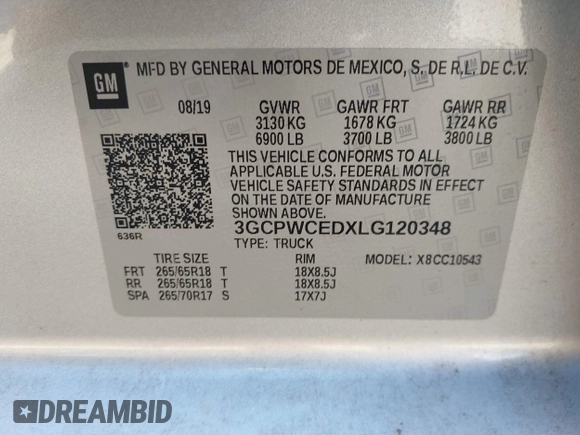 GM
MFD BY GENERAL MOTORS DE MEXICO, S. DE R.L. DE C.V.
08/19 GVWR GAWR FRT GAWR RR
3130 KG 1678 KG 1724 KG
6900 LB 3700 LB 3800 LB
THIS VEHICLE CONFORMS TO ALL
APPLICABLE U.S. FEDERAL MOTOR
VEHICLE SAFETY STANDARDS IN EFFECT
ON THE DATE OF MANUFACTURE
SHOWN ABOVE.
636R 3GCPWCEDXLG120348
TYPE: TRUCK
TIRE SIZE RIM MODEL: X8CC10543
FRT 265/65R18 T 18X8.5J
RR 265/65R18 T 18X8.5J
SPA 265/70R17 S 17X7J
DREAMBID